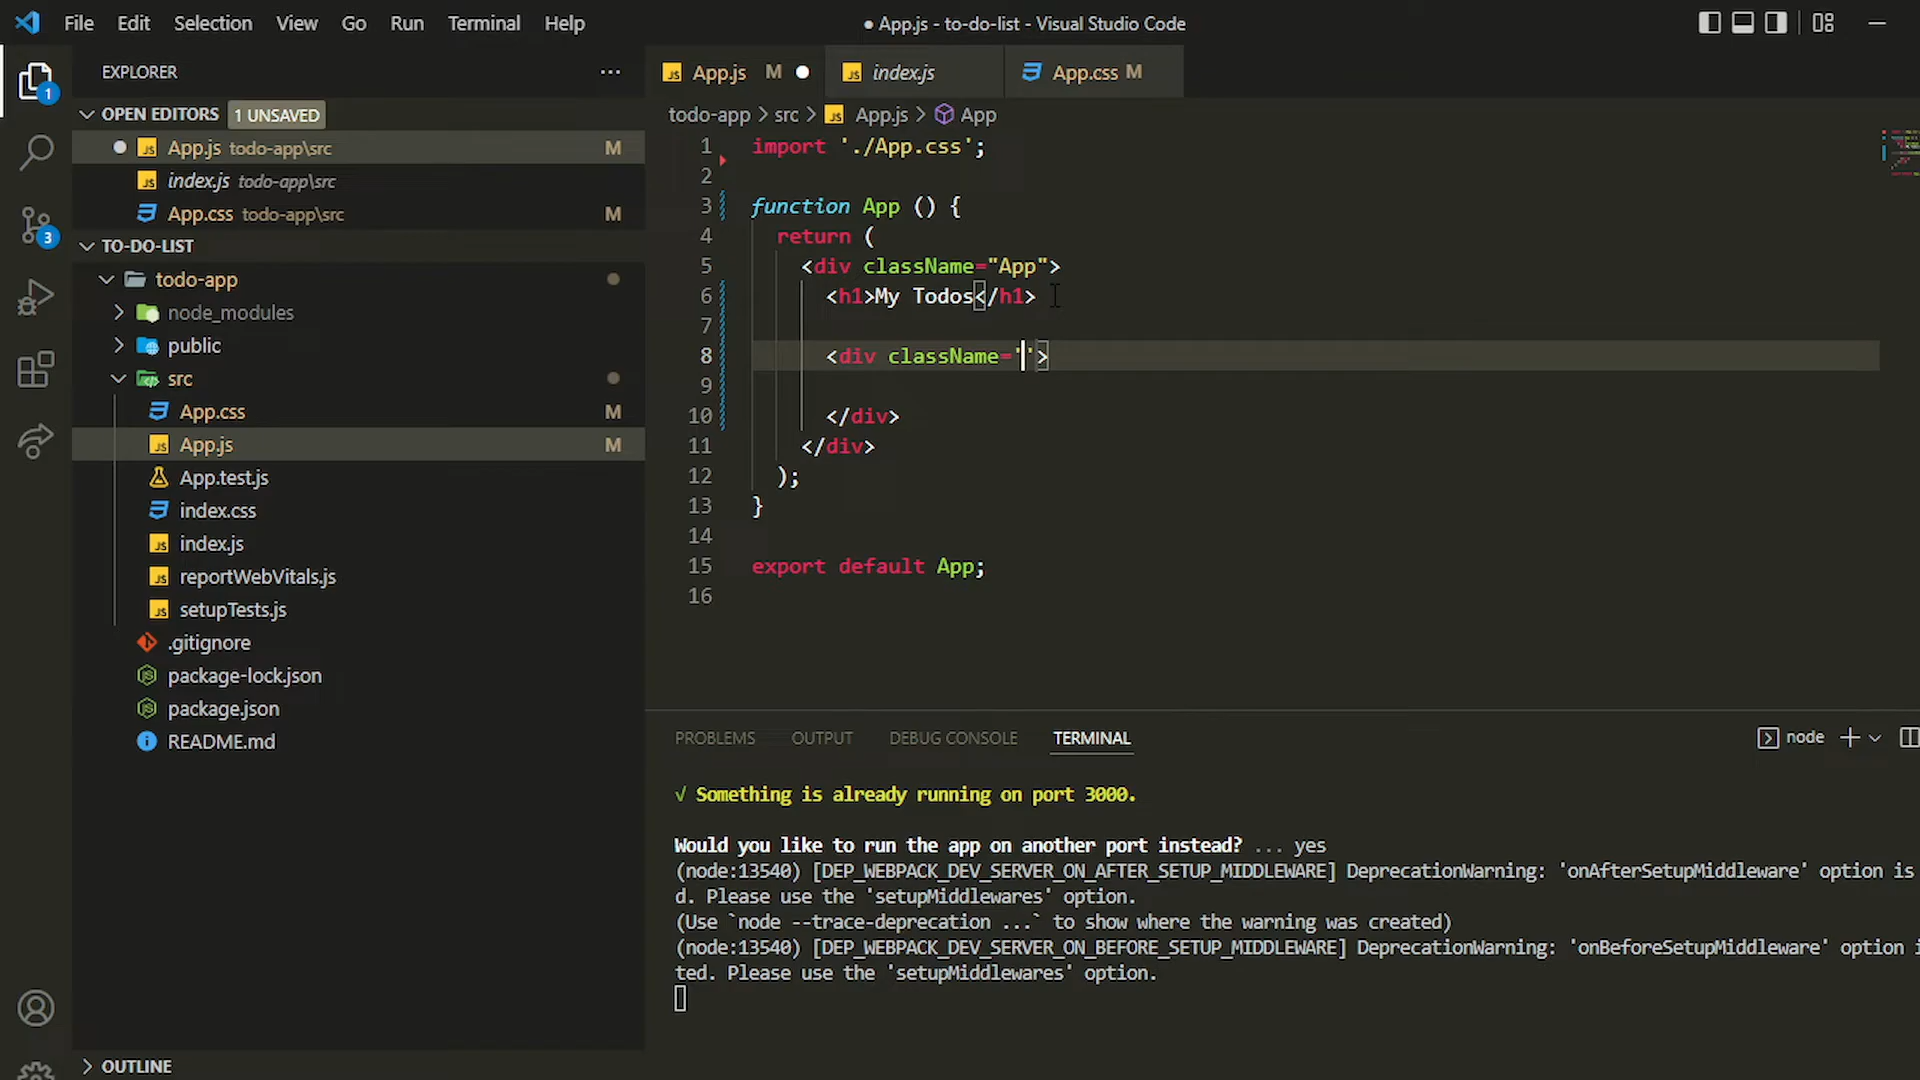 File Edit Selection View Go Run Terminal Help
● App.js - to-do-list - Visual Studio Code
EXPLORER
1
OPEN EDITORS 1 UNSAVED
App.js todo-app\src M
index.js todo-app\src
App.css todo-app\src M
3
TO-DO-LIST
todo-app
node_modules
public
src
App.css M
App.js M
App.test.js
index.css
index.js
reportWebVitals.js
setupTests.js
.gitignore
package-lock.json
package.json
README.md
OUTLINE
App.js M
index.js
App.css M
todo-app > src > App.js > App
1 import './App.css';
2
3 function App () {
4 return (
5 <div className="App">
6 <h1>My Todos</h1>
7
8 <div className=''>
9
10 </div>
11 </div>
12 );
13 }
14
15 export default App;
16
PROBLEMS OUTPUT DEBUG CONSOLE TERMINAL
node
√ Something is already running on port 3000.
Would you like to run the app on another port instead? ... yes
(node:13540) [DEP_WEBPACK_DEV_SERVER_ON_AFTER_SETUP_MIDDLEWARE] DeprecationWarning: 'onAfterSetupMiddleware' option is
d. Please use the 'setupMiddlewares' option.
(Use `node --trace-deprecation ...` to show where the warning was created)
(node:13540) [DEP_WEBPACK_DEV_SERVER_ON_BEFORE_SETUP_MIDDLEWARE] DeprecationWarning: 'onBeforeSetupMiddleware' option i
ted. Please use the 'setupMiddlewares' option.